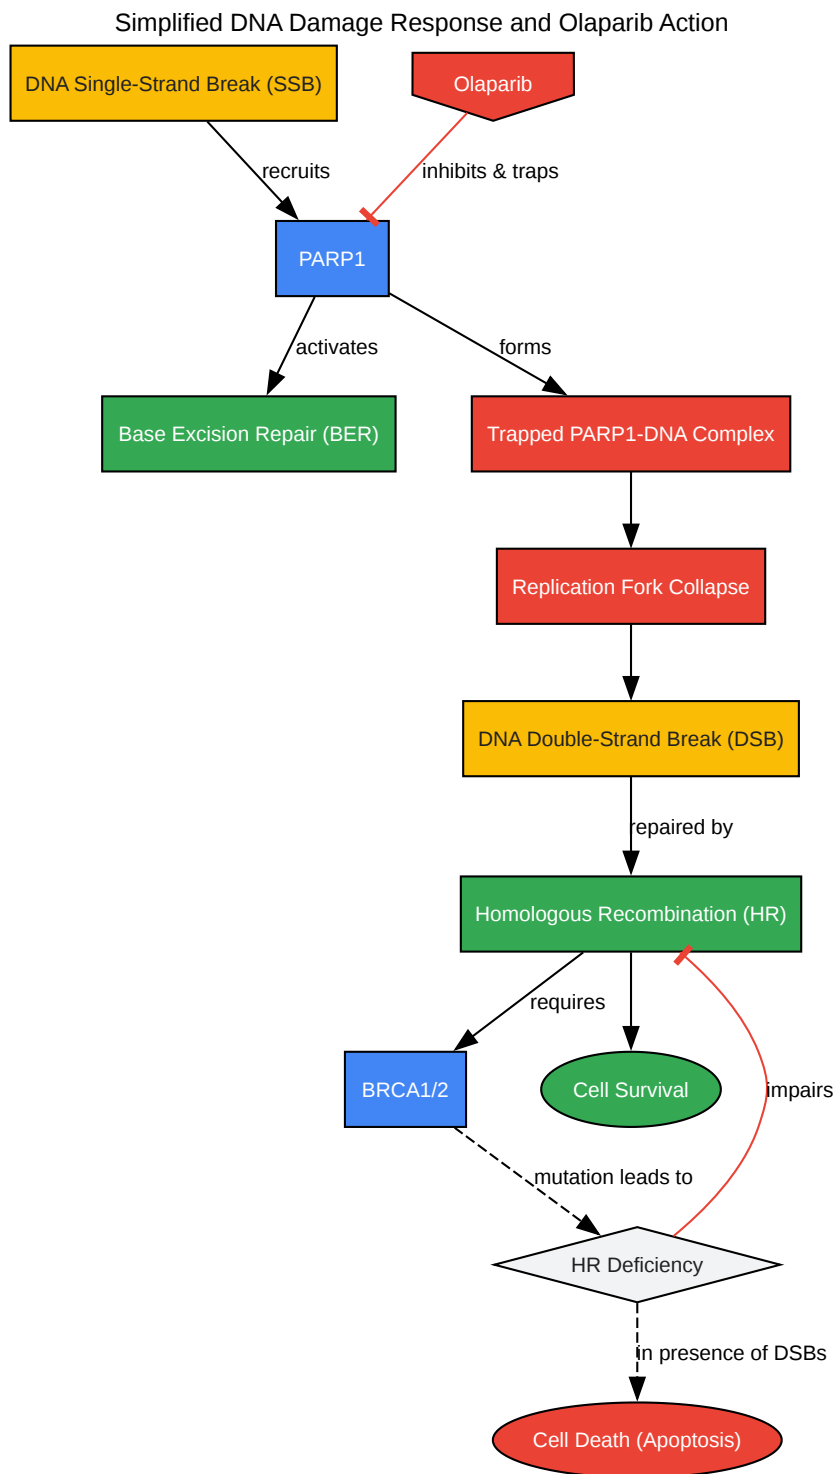 Simplified DNA Damage Response and Olaparib Action
DNA Single-Strand Break (SSB)
Olaparib
recruits
inhibits & traps
PARP1
activates
forms
Base Excision Repair (BER)
Trapped PARP1-DNA Complex
Replication Fork Collapse
DNA Double-Strand Break (DSB)
repaired by
Homologous Recombination (HR)
requires
BRCA1/2
Cell Survival
impairs
mutation leads to
HR Deficiency
in presence of DSBs
Cell Death (Apoptosis)